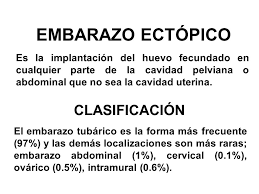 EMBARAZO ECTÓPICO
Es la implantación del huevo fecundado en
cualquier parte de la cavidad pelviana o
abdominal que no sea la cavidad uterina.
CLASIFICACIÓN
El embarazo tubárico es la forma más frecuente
(97%) y las demás localizaciones son más raras;
embarazo abdominal (1%), cervical (0.1%),
ovárico (0.5%), intramural (0.6%).